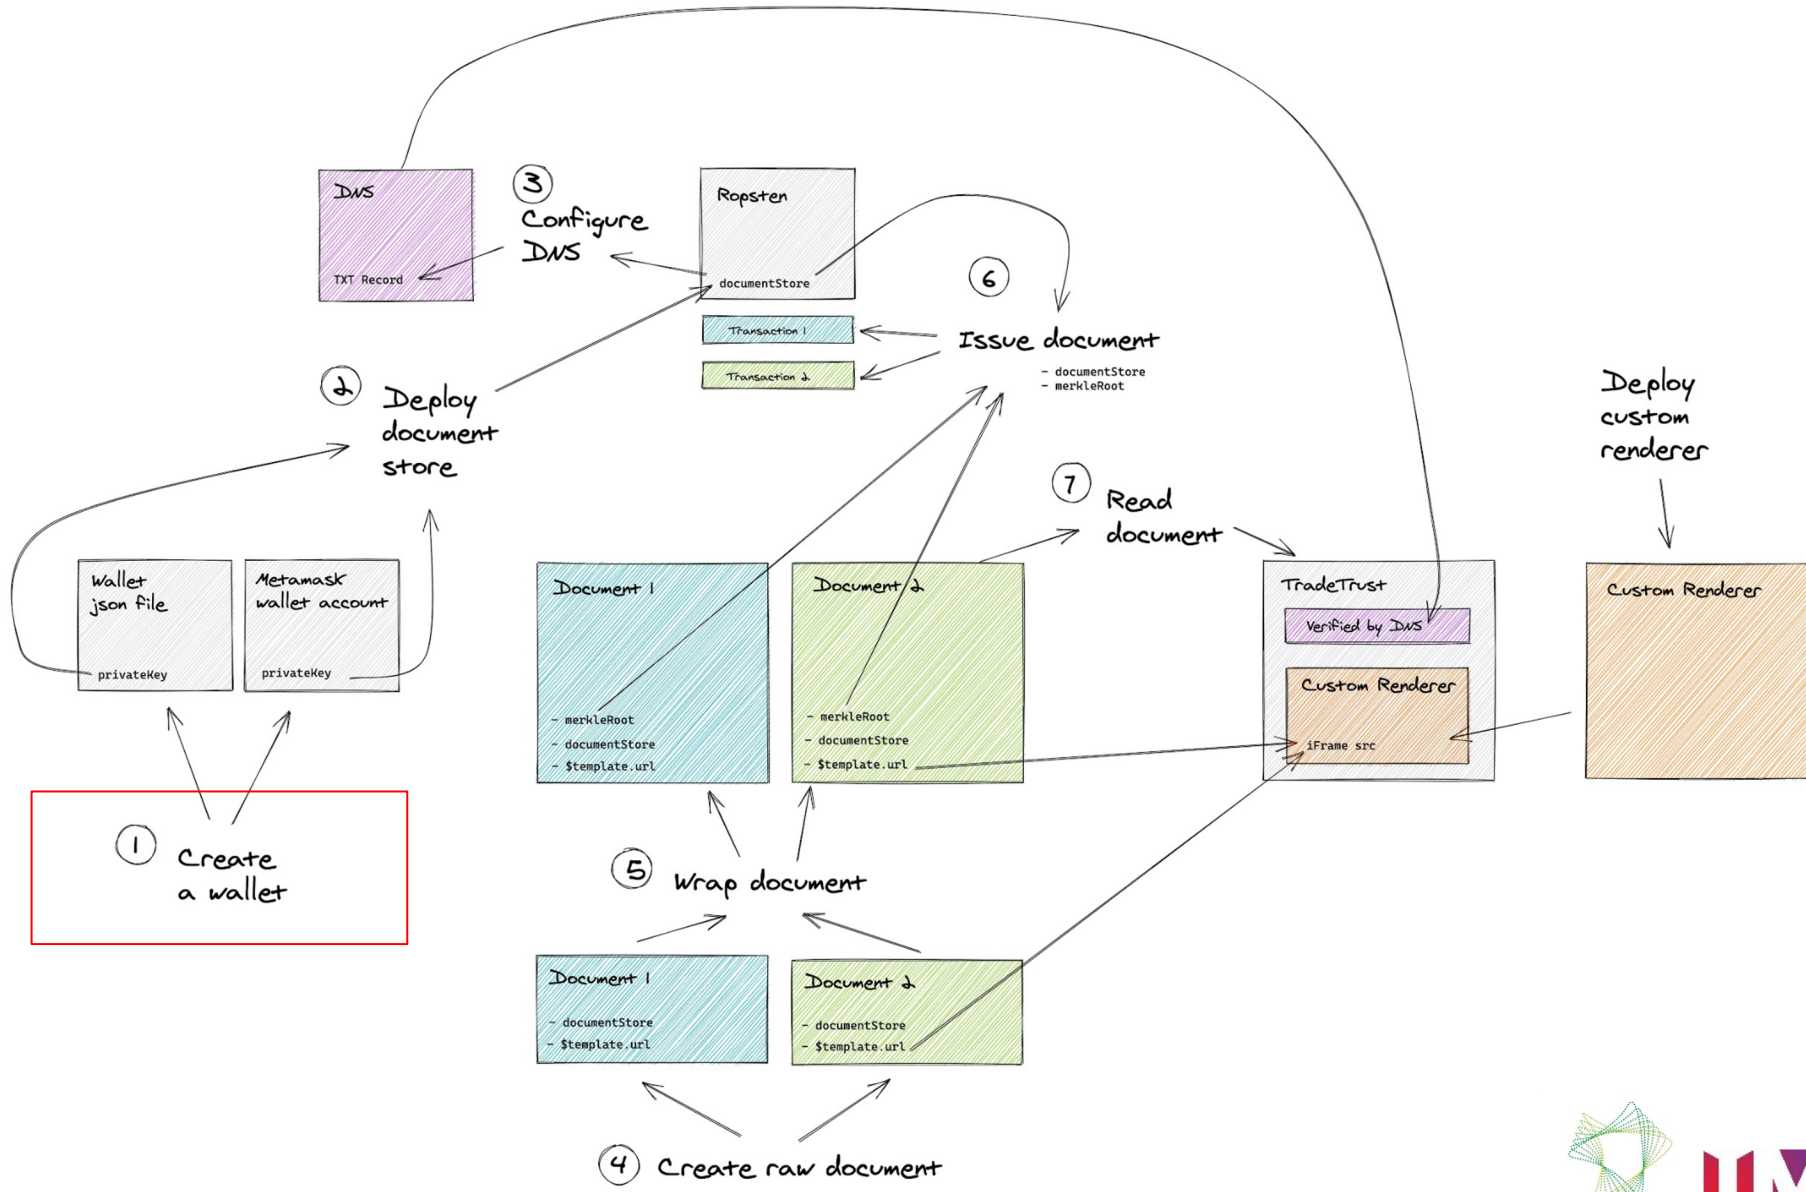 DNS
TXT Record
3
Configure
DNS
Ropsten
documentStore
Transaction 1
Transaction 2
6
Issue document
- documentStore
- merkleRoot
2
Deploy
document
store
Deploy
custom
renderer
7
Read
document
Wallet
json file
privateKey
Metamask
wallet account
privateKey
Document 1
- merkleRoot
- documentStore
- $template.url
Document 2
- merkleRoot
- documentStore
- $template.url
TradeTrust
Verified by DNS
Custom Renderer
iFrame src
Custom Renderer
1
Create
a wallet
5
Wrap document
Document 1
- documentStore
- $template.url
Document 2
- documentStore
- $template.url
4
Create raw document